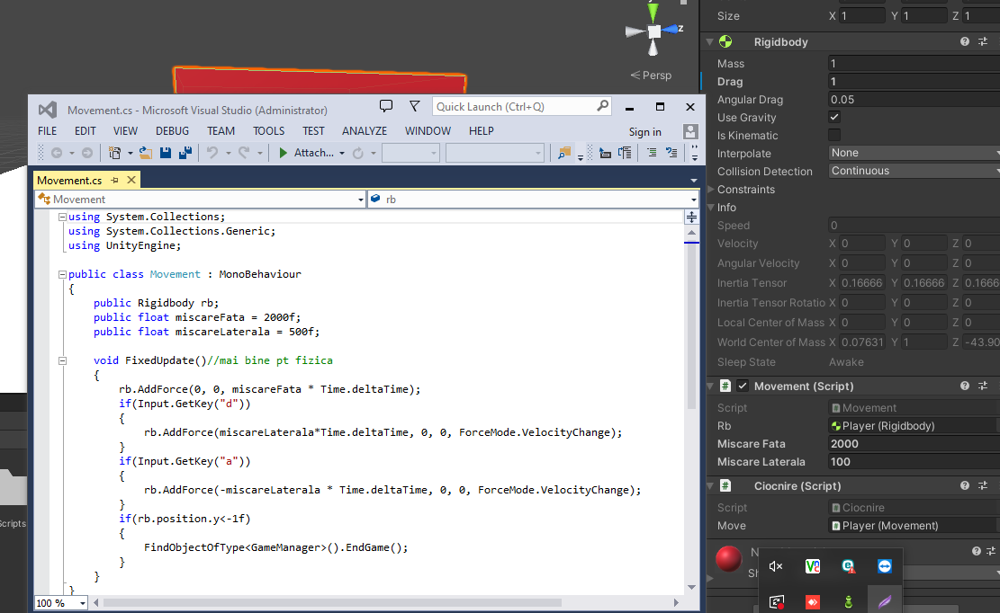 Size X 1 Y 1 Z 1
Rigidbody
Mass 1
Drag 1
Angular Drag 0.05
Use Gravity
Is Kinematic
Interpolate None
Collision Detection Continuous
Constraints
Info
Speed 0
Velocity X 0 Y 0 Z 0
Angular Velocity X 0 Y 0 Z 0
Inertia Tensor X 0.16666 Y 0.16666 Z 0.1666
Inertia Tensor Rotatio X 0 Y 0 Z 0
Local Center of Mass X 0 Y 0 Z 0
World Center of Mass X 0.07631 Y 1 Z -43.90
Sleep State Awake
Movement (Script)
Script Movement
Rb Player (Rigidbody)
Miscare Fata 2000
Miscare Laterala 100
Ciocnire (Script)
Script Ciocnire
Move Player (Movement)
z
< Persp
Movement.cs - Microsoft Visual Studio (Administrator)
Quick Launch (Ctrl+Q)
FILE EDIT VIEW DEBUG TEAM TOOLS TEST ANALYZE WINDOW HELP
Sign in
Attach...
Movement.cs
Movement rb
using System.Collections;
using System.Collections.Generic;
using UnityEngine;
public class Movement : MonoBehaviour
{
public Rigidbody rb;
public float miscareFata = 2000f;
public float miscareLaterala = 500f;
void FixedUpdate()//mai bine pt fizica
{
rb.AddForce(0, 0, miscareFata * Time.deltaTime);
if(Input.GetKey("d"))
{
rb.AddForce(miscareLaterala*Time.deltaTime, 0, 0, ForceMode.VelocityChange);
}
if(Input.GetKey("a"))
{
rb.AddForce(-miscareLaterala * Time.deltaTime, 0, 0, ForceMode.VelocityChange);
}
if(rb.position.y<-1f)
{
FindObjectOfType<GameManager>().EndGame();
}
}
}
100 %
Scripts